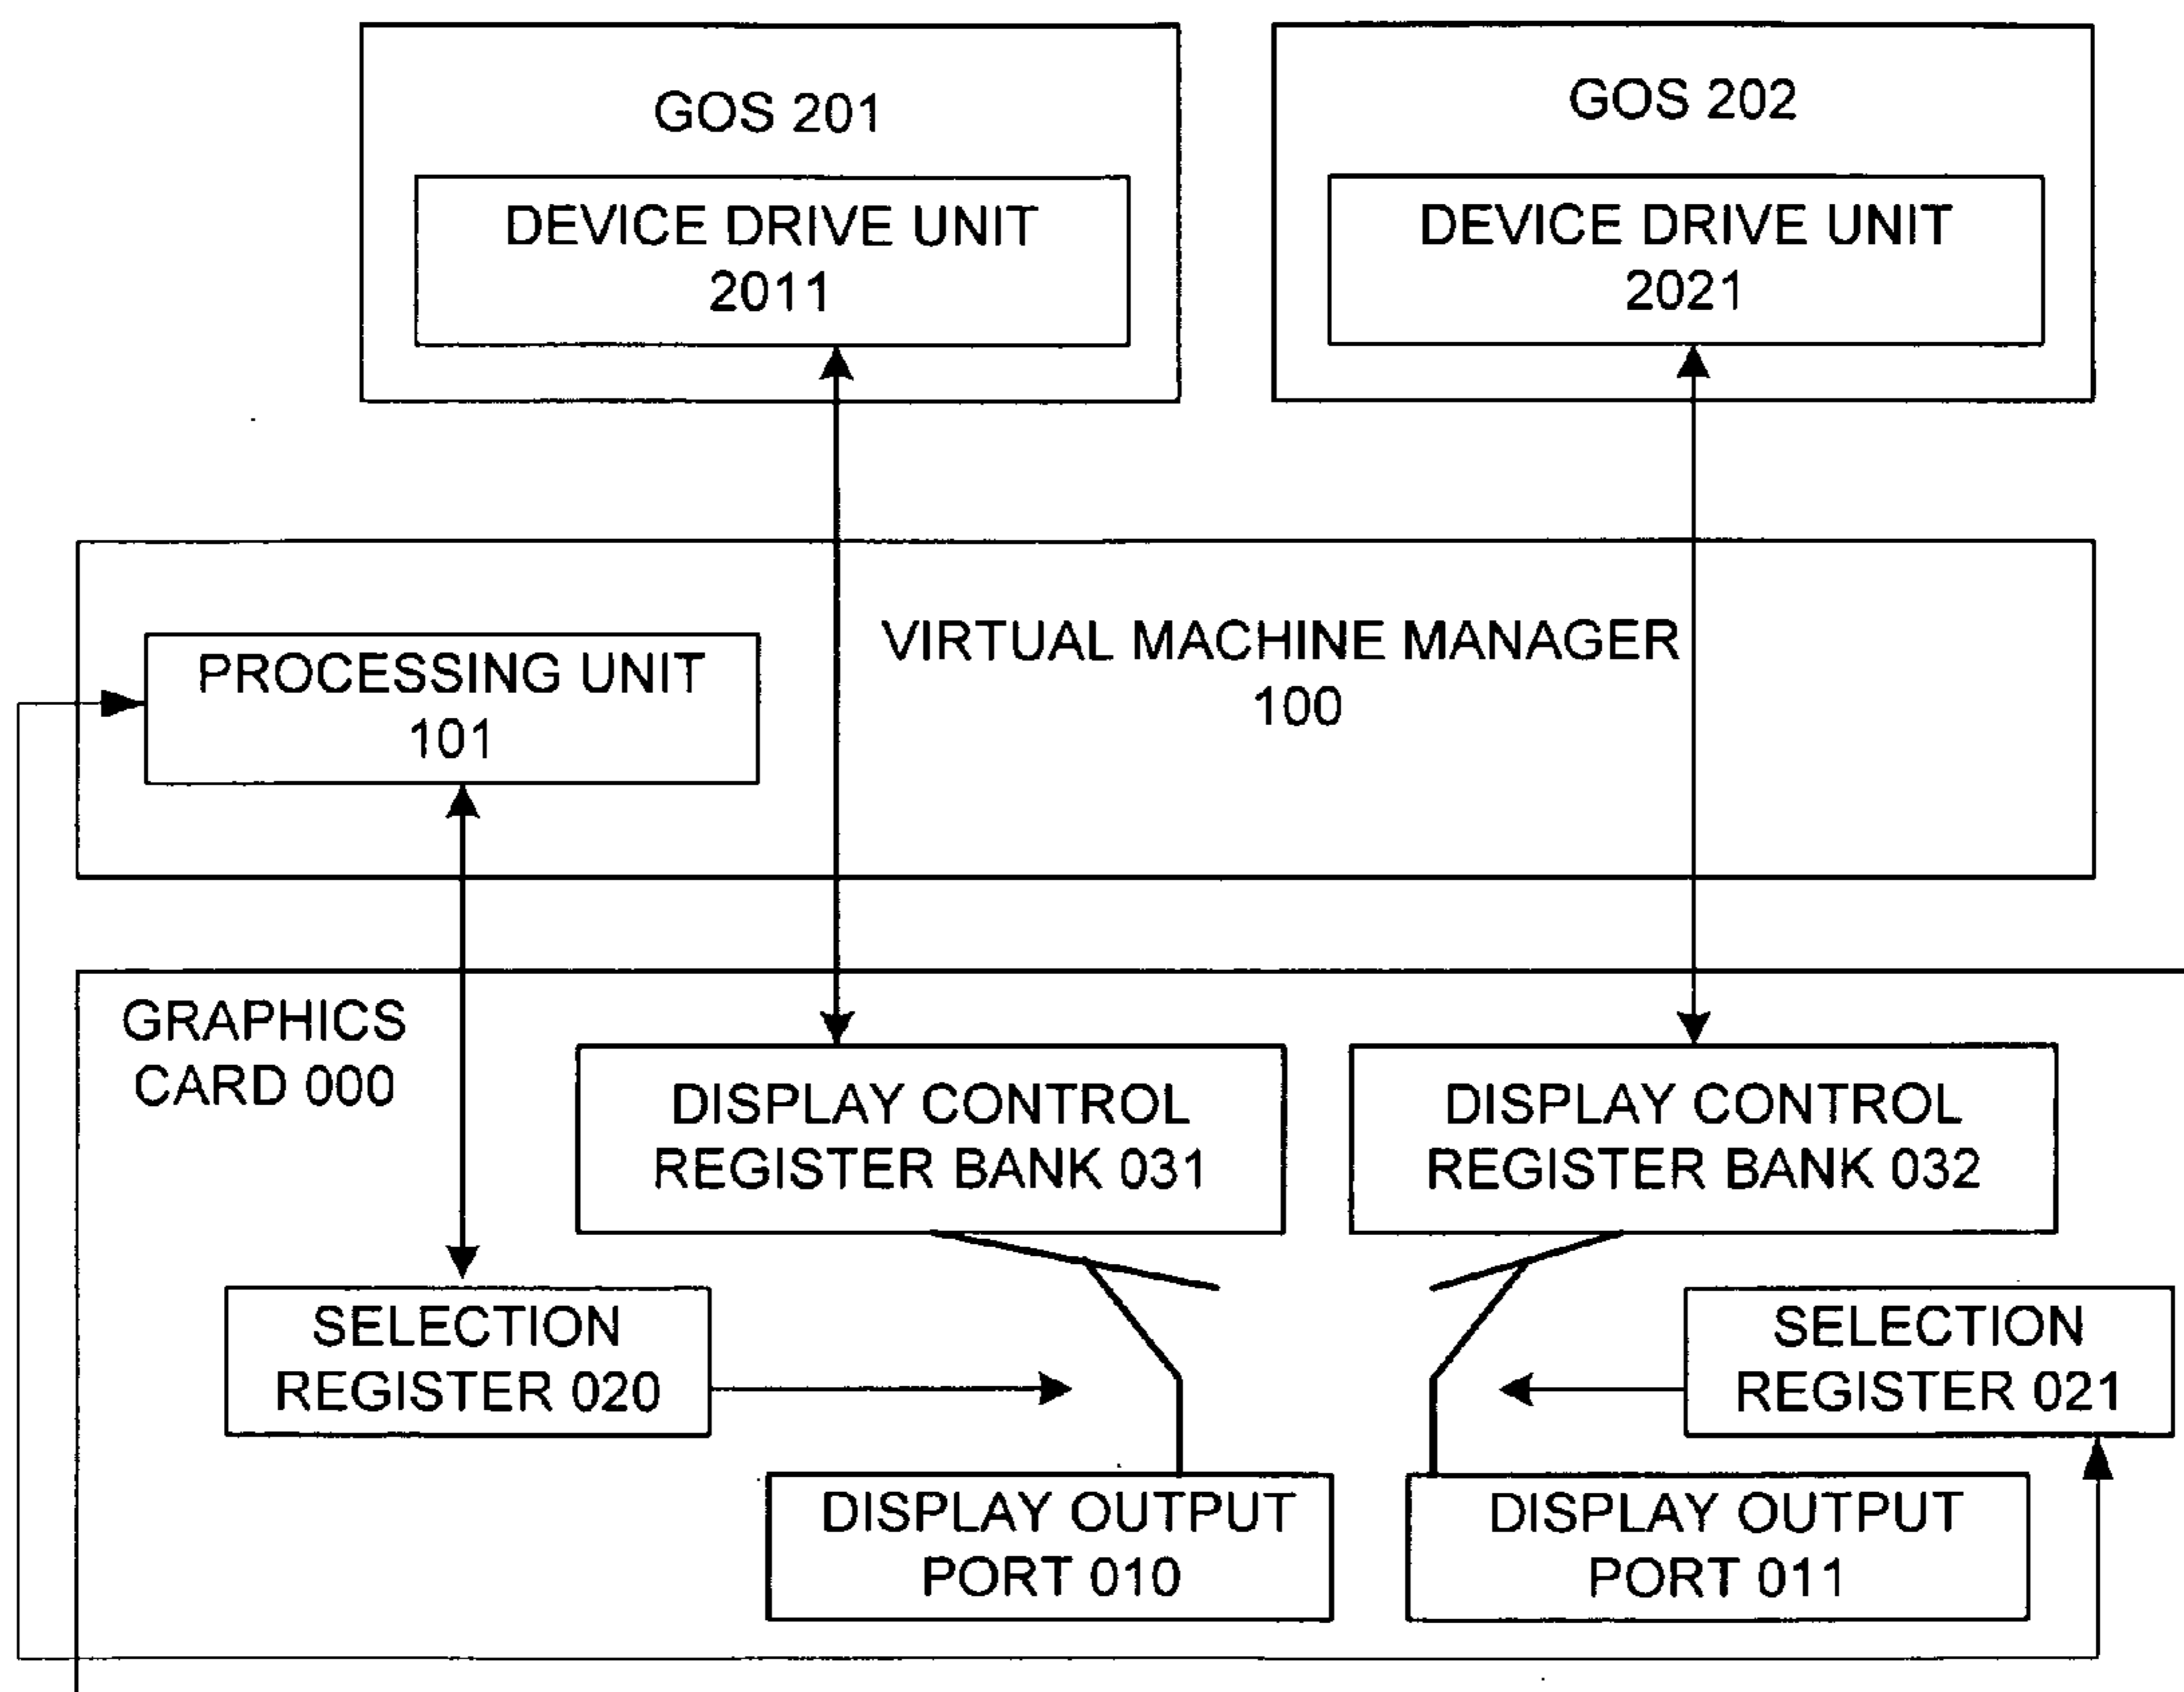 GOS 201
DEVICE DRIVE UNIT
2011
GOS 202
DEVICE DRIVE UNIT
2021
VIRTUAL MACHINE MANAGER
100
PROCESSING UNIT
101
GRAPHICS
CARD 000
DISPLAY CONTROL
REGISTER BANK 031
DISPLAY CONTROL
REGISTER BANK 032
SELECTION
REGISTER 020
SELECTION
REGISTER 021
DISPLAY OUTPUT
PORT 010
DISPLAY OUTPUT
PORT 011